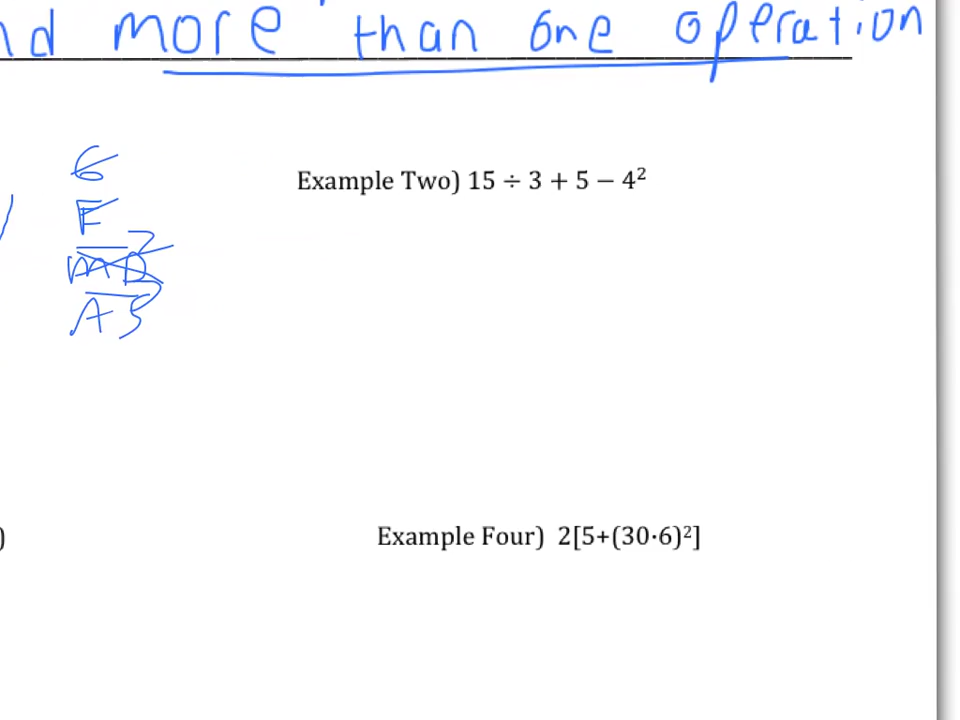 nd more than one operation
G
E
MD
AS
Example Two) 15 ÷ 3 + 5 − 4²
)
Example Four) 2[5+(30·6)²]